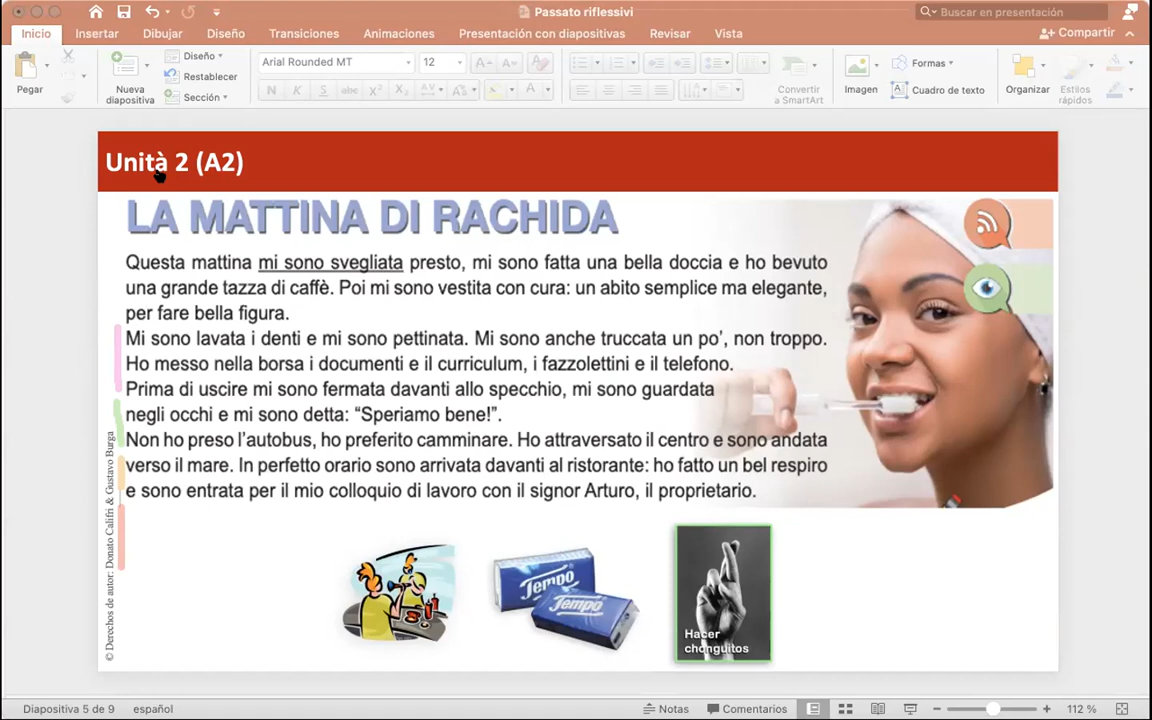 Passato riflessivi
Buscar en presentación
Inicio
Insertar
Dibujar
Diseño
Transiciones
Animaciones
Presentación con diapositivas
Revisar
Vista
Compartir
Pegar
Nueva
diapositiva
Diseño
Restablecer
Sección
Arial Rounded MT
12
Convertir
a SmartArt
Imagen
Formas
Cuadro de texto
Organizar
Estilos
rápidos
Unità 2 (A2)
LA MATTINA DI RACHIDA
Questa mattina mi sono svegliata presto, mi sono fatta una bella doccia e ho bevuto
una grande tazza di caffè. Poi mi sono vestita con cura: un abito semplice ma elegante,
per fare bella figura.
Mi sono lavata i denti e mi sono pettinata. Mi sono anche truccata un po’, non troppo.
Ho messo nella borsa i documenti e il curriculum, i fazzolettini e il telefono.
Prima di uscire mi sono fermata davanti allo specchio, mi sono guardata
negli occhi e mi sono detta: “Speriamo bene!”.
Non ho preso l’autobus, ho preferito camminare. Ho attraversato il centro e sono andata
verso il mare. In perfetto orario sono arrivata davanti al ristorante: ho fatto un bel respiro
e sono entrata per il mio colloquio di lavoro con il signor Arturo, il proprietario.
© Derechos de autor: Donato Califri & Gustavo Burga
Tempo
Tempo
Hacer
chonguitos
Diapositiva 5 de 9
español
Notas
Comentarios
112 %